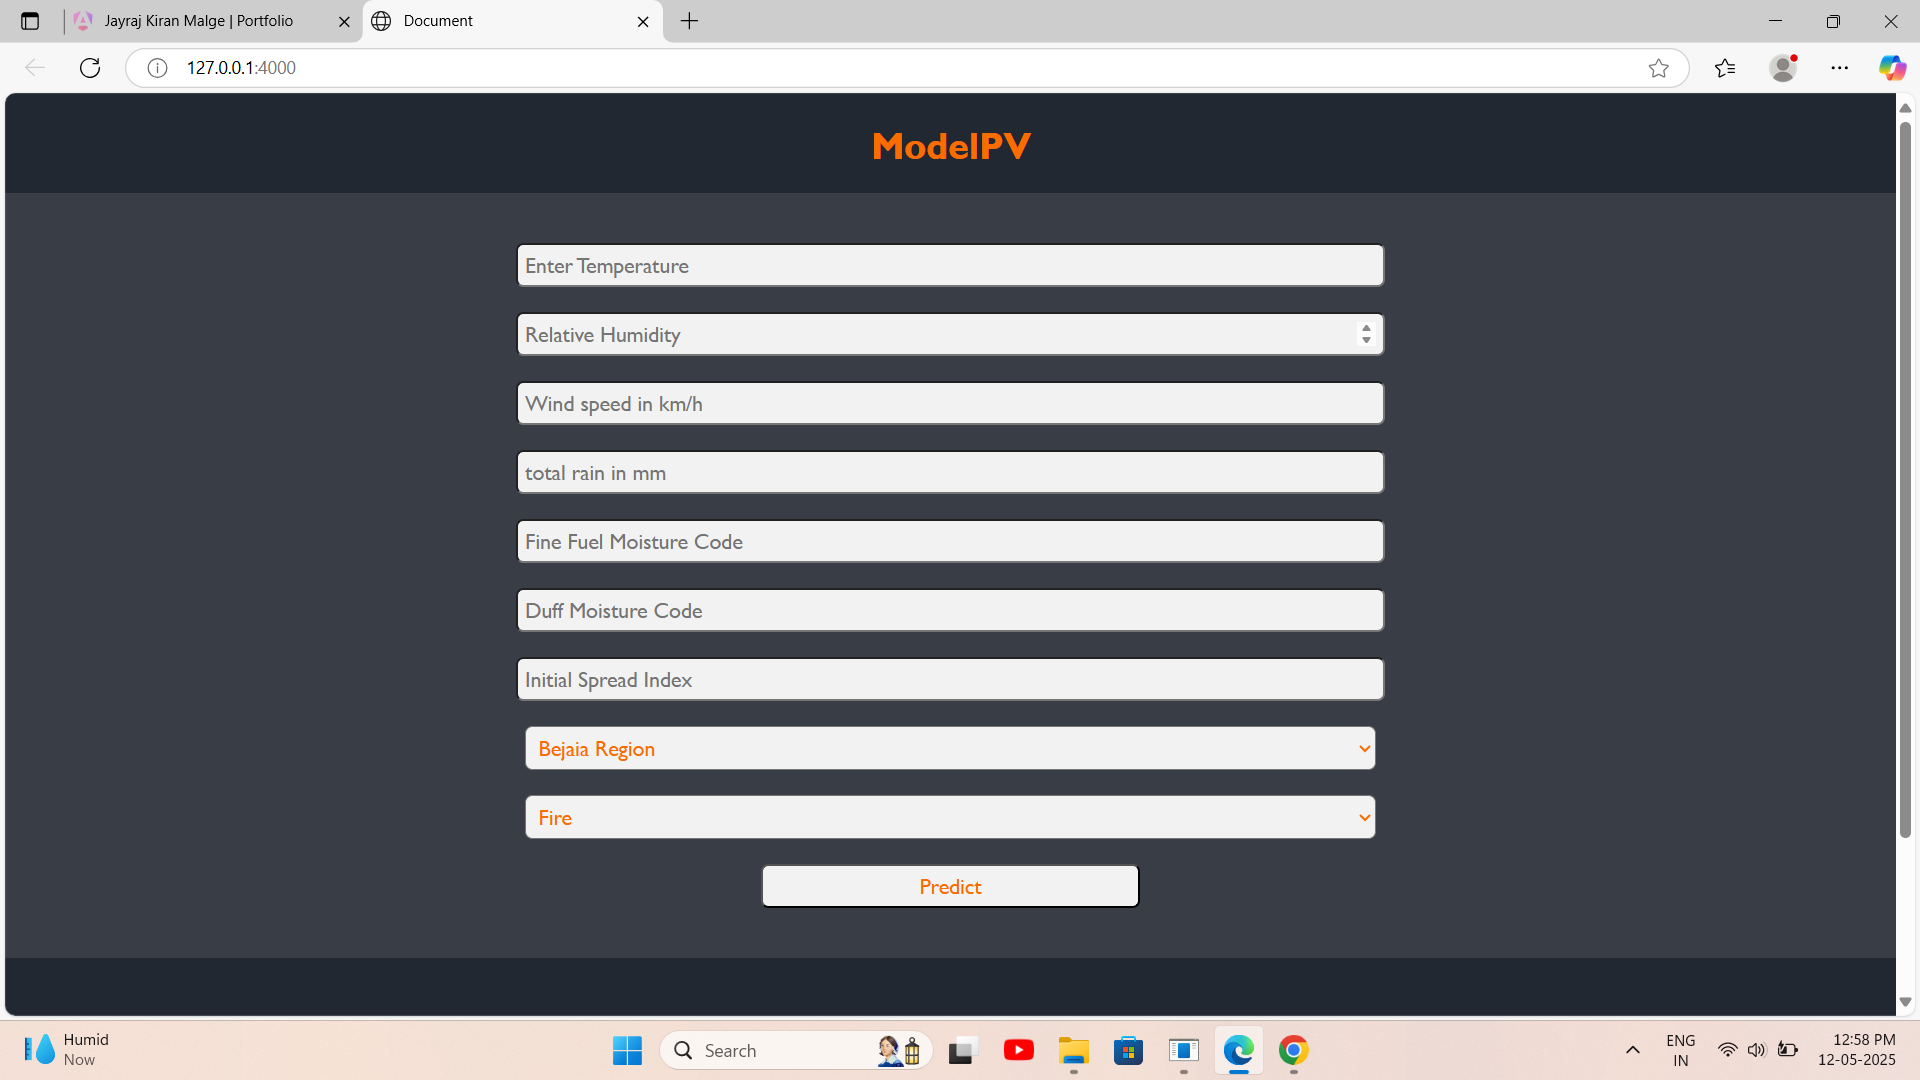 Jayraj Kiran Malge | Portfolio
Document
127.0.0.1:4000
ModelPV
Enter Temperature
Relative Humidity
Wind speed in km/h
total rain in mm
Fine Fuel Moisture Code
Duff Moisture Code
Initial Spread Index
Bejaia Region
Fire
Predict
Humid
Now
Search
ENG
IN
12:58 PM
12-05-2025